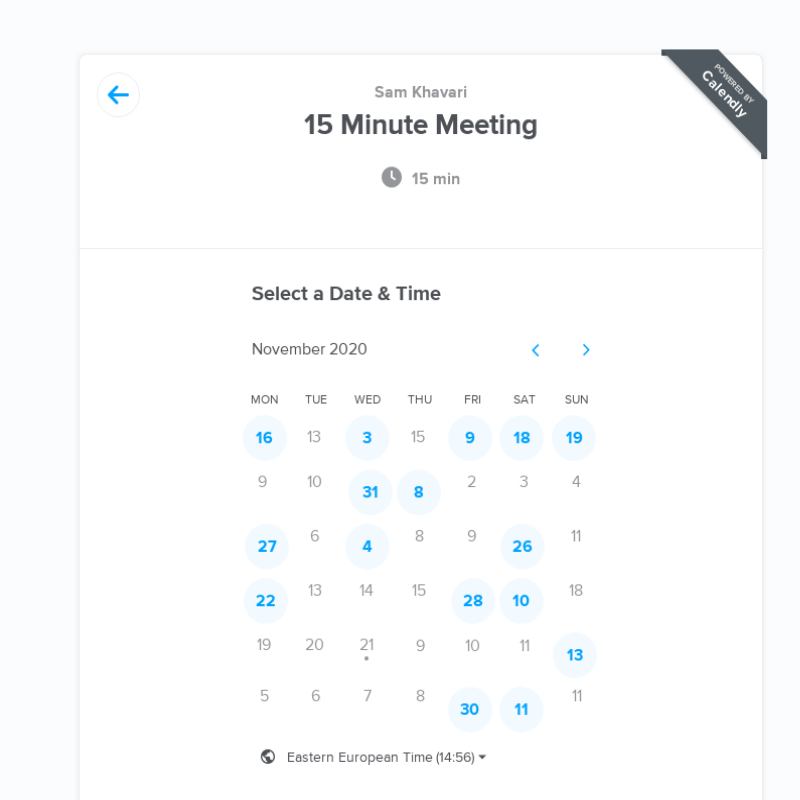 Sam Khavari
POWERED BY
Calendly
15 Minute Meeting
15 min
Select a Date & Time
November 2020
MON TUE WED THU FRI SAT SUN
16 13 3 15 9 18 19
9 10 31 8 2 3 4
27 6 4 8 9 26 11
22 13 14 15 28 10 18
19 20 21 9 10 11 13
5 6 7 8 30 11 11
Eastern European Time (14:56)